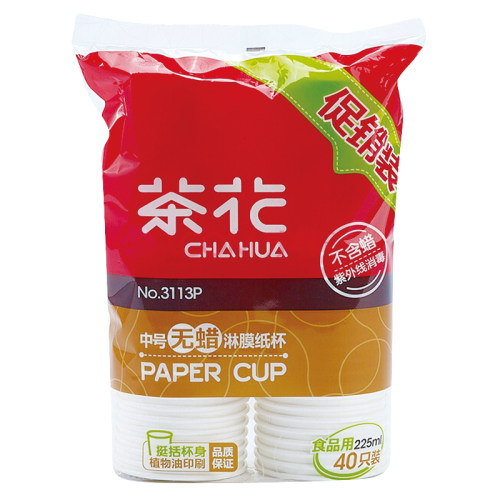 促销装
茶花
CHAHUA
不含蜡
紫外线消毒
No.3113P
中号无蜡淋膜纸杯
PAPER CUP
挺括杯身
植物油印刷
品质
保证
食品用225ml
40只装